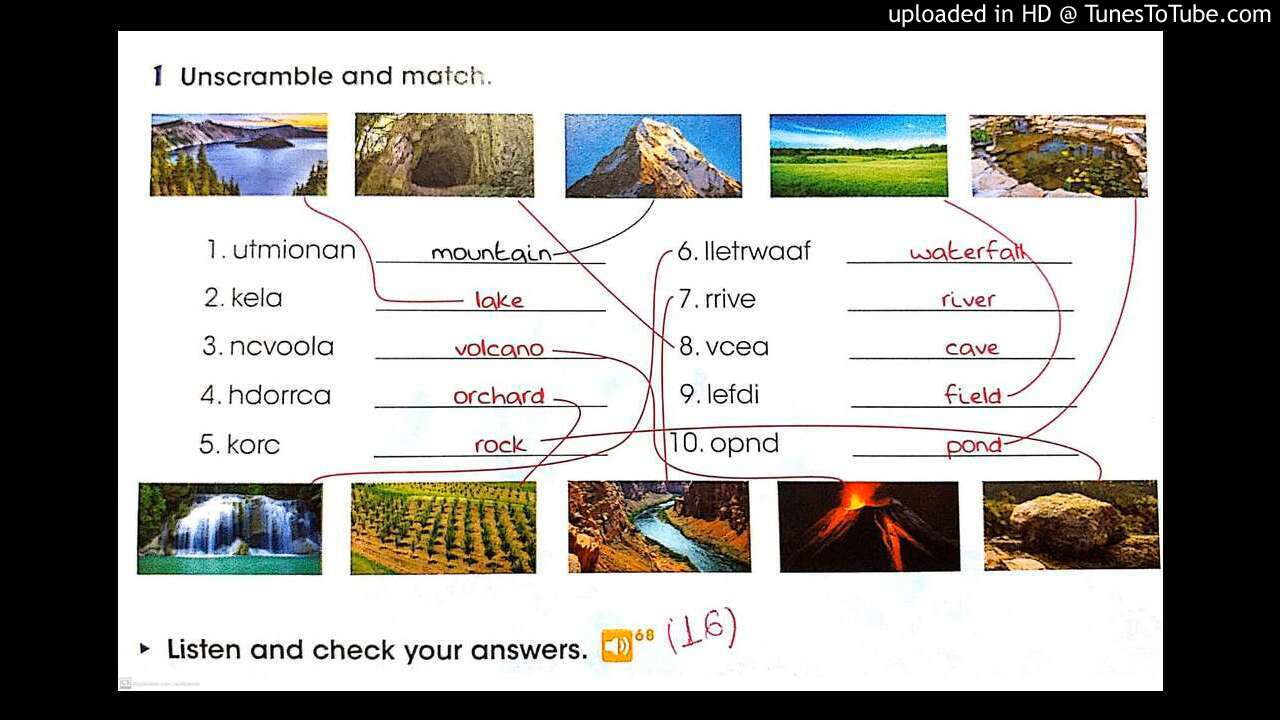 uploaded in HD @ TunesToTube.com
1 Unscramble and match.
1. utmionan mountain
2. kela lake
3. ncvoola volcano
4. hdorrca orchard
5. korc rock
6. lletrwaaf waterfall
7. rrive river
8. vcea cave
9. lefdi field
10. opnd pond
▸ Listen and check your answers. 68 (16)